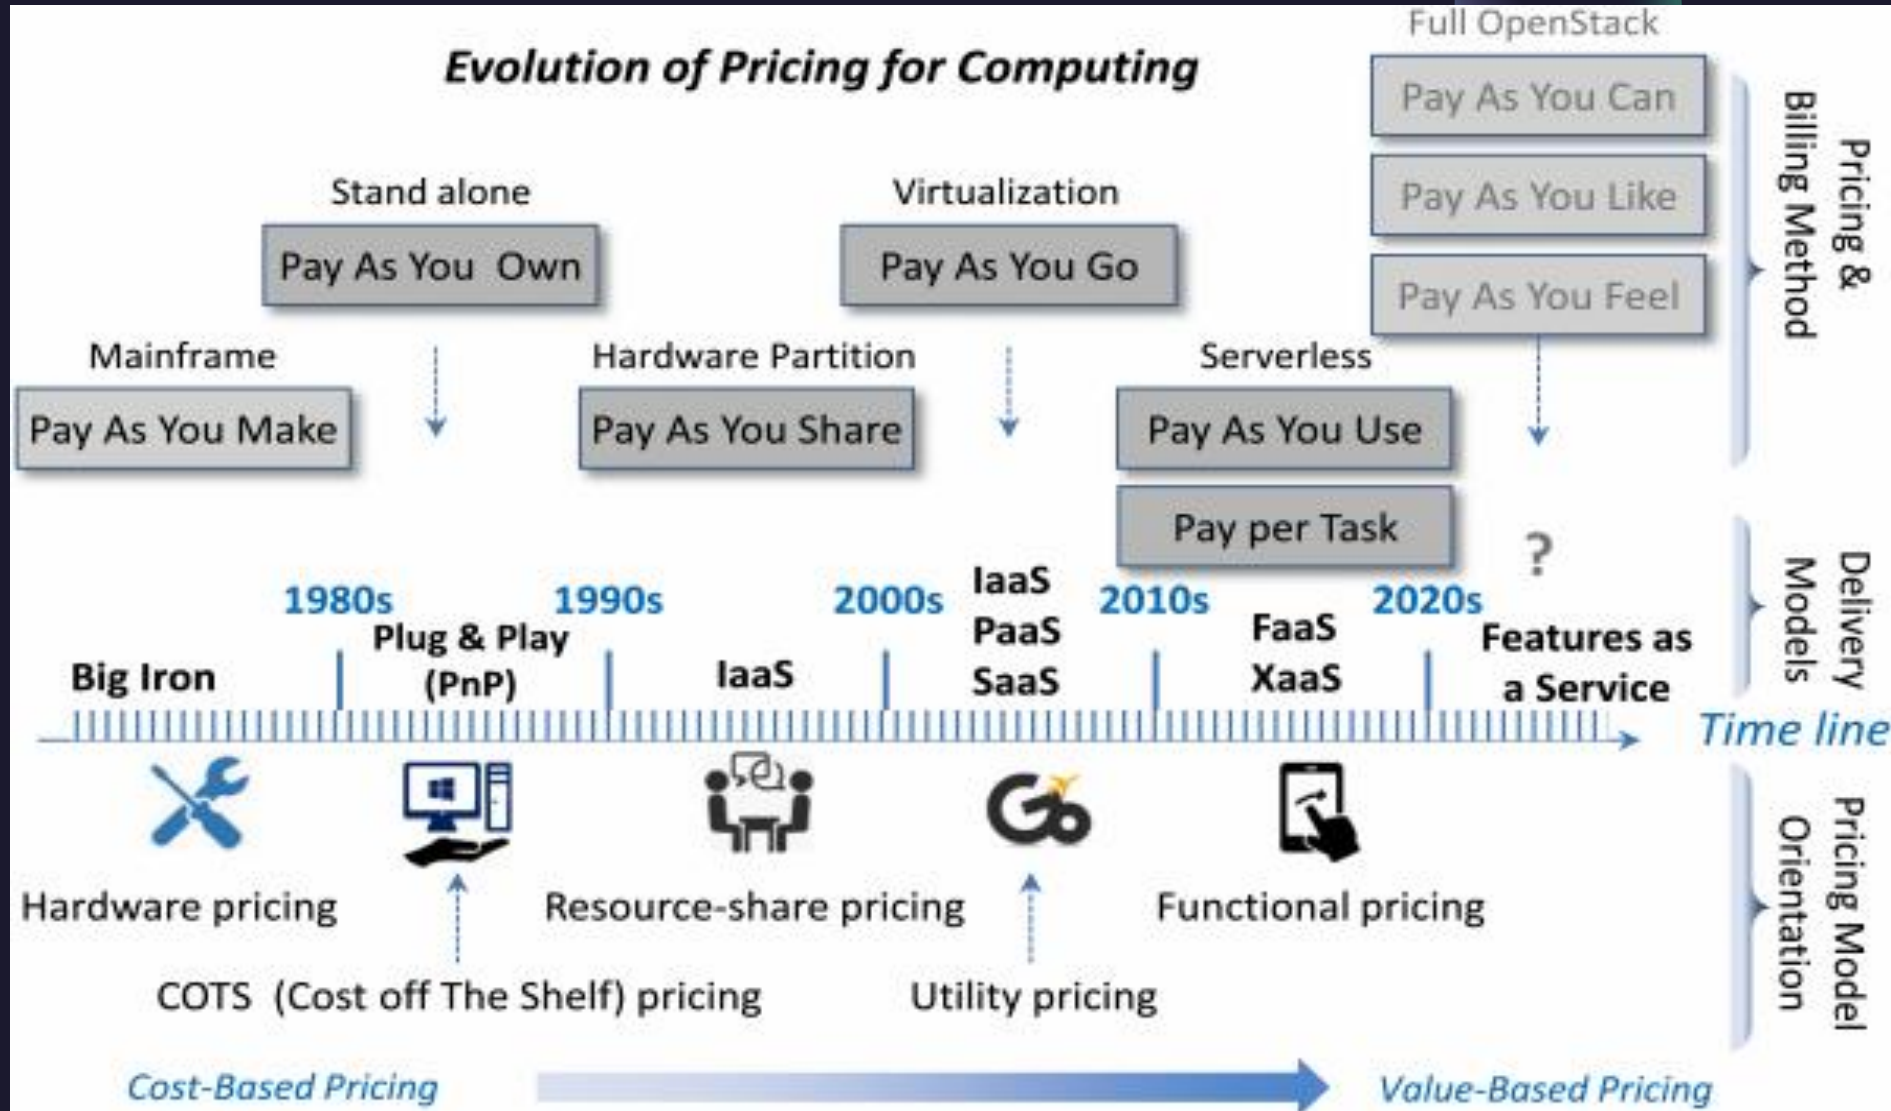 Full OpenStack
Evolution of Pricing for Computing
Pay As You Can
Pay As You Like
Pay As You Feel
Pricing &
Billing Method
Stand alone
Pay As You Own
Virtualization
Pay As You Go
Mainframe
Pay As You Make
Hardware Partition
Pay As You Share
Serverless
Pay As You Use
Pay per Task
?
1980s
1990s
2000s
2010s
2020s
Big Iron
Plug & Play
(PnP)
IaaS
IaaS
PaaS
SaaS
FaaS
XaaS
Features as
a Service
Delivery
Models
Time line
Go
Hardware pricing
Resource-share pricing
Functional pricing
COTS (Cost off The Shelf) pricing
Utility pricing
Pricing Model
Orientation
Cost-Based Pricing
Value-Based Pricing